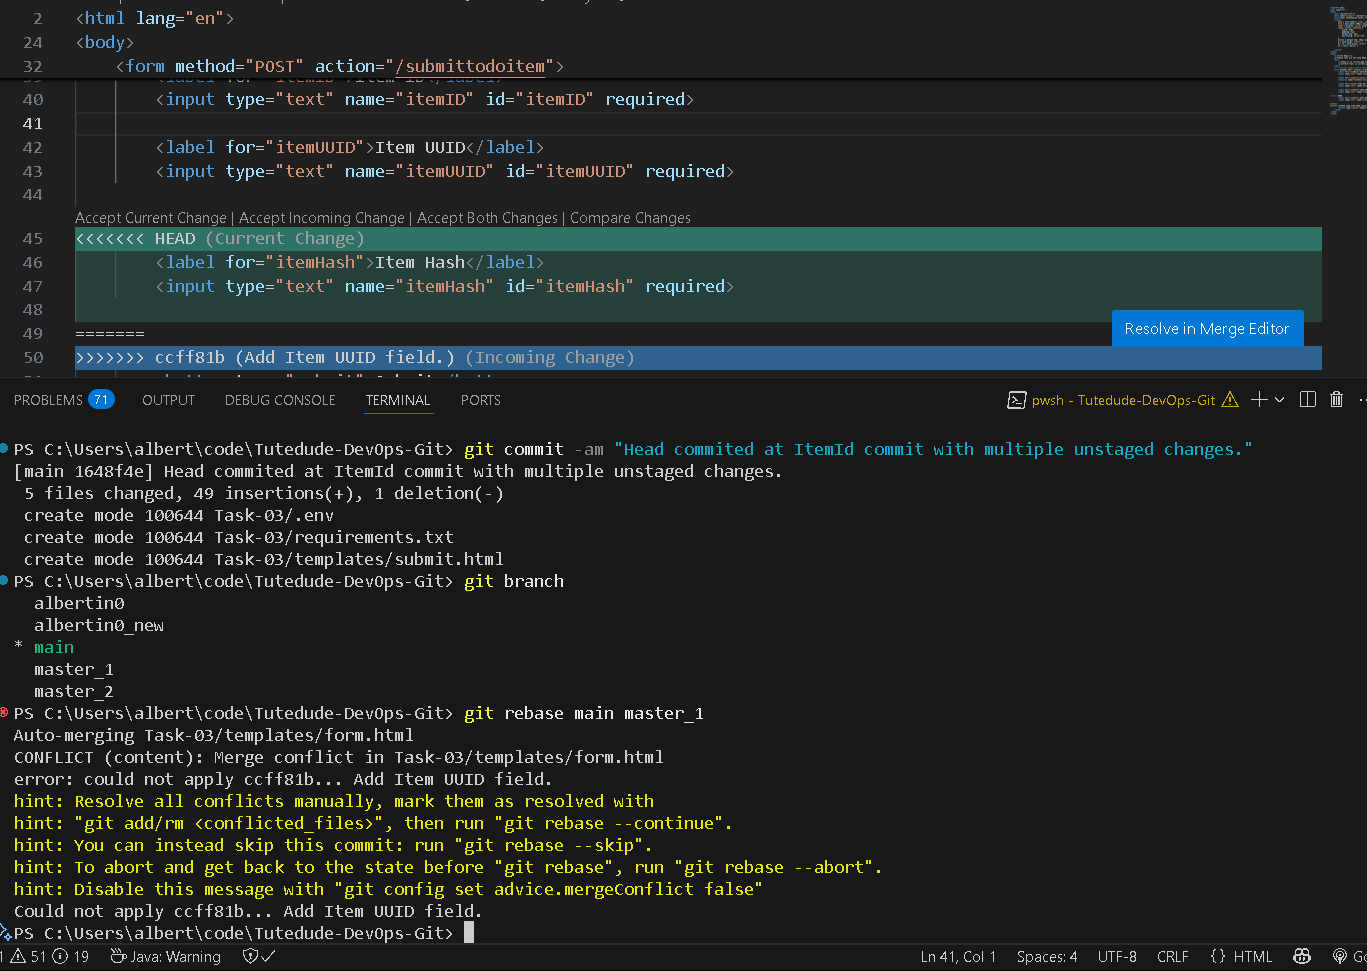 2 <html lang="en">
24 <body>
32 <form method="POST" action="/submittodoitem">
40 <input type="text" name="itemID" id="itemID" required>
41
42 <label for="itemUUID">Item UUID</label>
43 <input type="text" name="itemUUID" id="itemUUID" required>
44
Accept Current Change | Accept Incoming Change | Accept Both Changes | Compare Changes
45 <<<<<<< HEAD (Current Change)
46 <label for="itemHash">Item Hash</label>
47 <input type="text" name="itemHash" id="itemHash" required>
48
49 =======
Resolve in Merge Editor
50 >>>>>>> ccff81b (Add Item UUID field.) (Incoming Change)
PROBLEMS 71 OUTPUT DEBUG CONSOLE TERMINAL PORTS pwsh - Tutedude-DevOps-Git
PS C:\Users\albert\code\Tutedude-DevOps-Git> git commit -am "Head commited at ItemId commit with multiple unstaged changes."
[main 1648f4e] Head commited at ItemId commit with multiple unstaged changes.
5 files changed, 49 insertions(+), 1 deletion(-)
create mode 100644 Task-03/.env
create mode 100644 Task-03/requirements.txt
create mode 100644 Task-03/templates/submit.html
PS C:\Users\albert\code\Tutedude-DevOps-Git> git branch
albertin0
albertin0_new
* main
master_1
master_2
PS C:\Users\albert\code\Tutedude-DevOps-Git> git rebase main master_1
Auto-merging Task-03/templates/form.html
CONFLICT (content): Merge conflict in Task-03/templates/form.html
error: could not apply ccff81b... Add Item UUID field.
hint: Resolve all conflicts manually, mark them as resolved with
hint: "git add/rm <conflicted_files>", then run "git rebase --continue".
hint: You can instead skip this commit: run "git rebase --skip".
hint: To abort and get back to the state before "git rebase", run "git rebase --abort".
hint: Disable this message with "git config set advice.mergeConflict false"
Could not apply ccff81b... Add Item UUID field.
PS C:\Users\albert\code\Tutedude-DevOps-Git>
51 19 Java: Warning Ln 41, Col 1 Spaces: 4 UTF-8 CRLF {} HTML